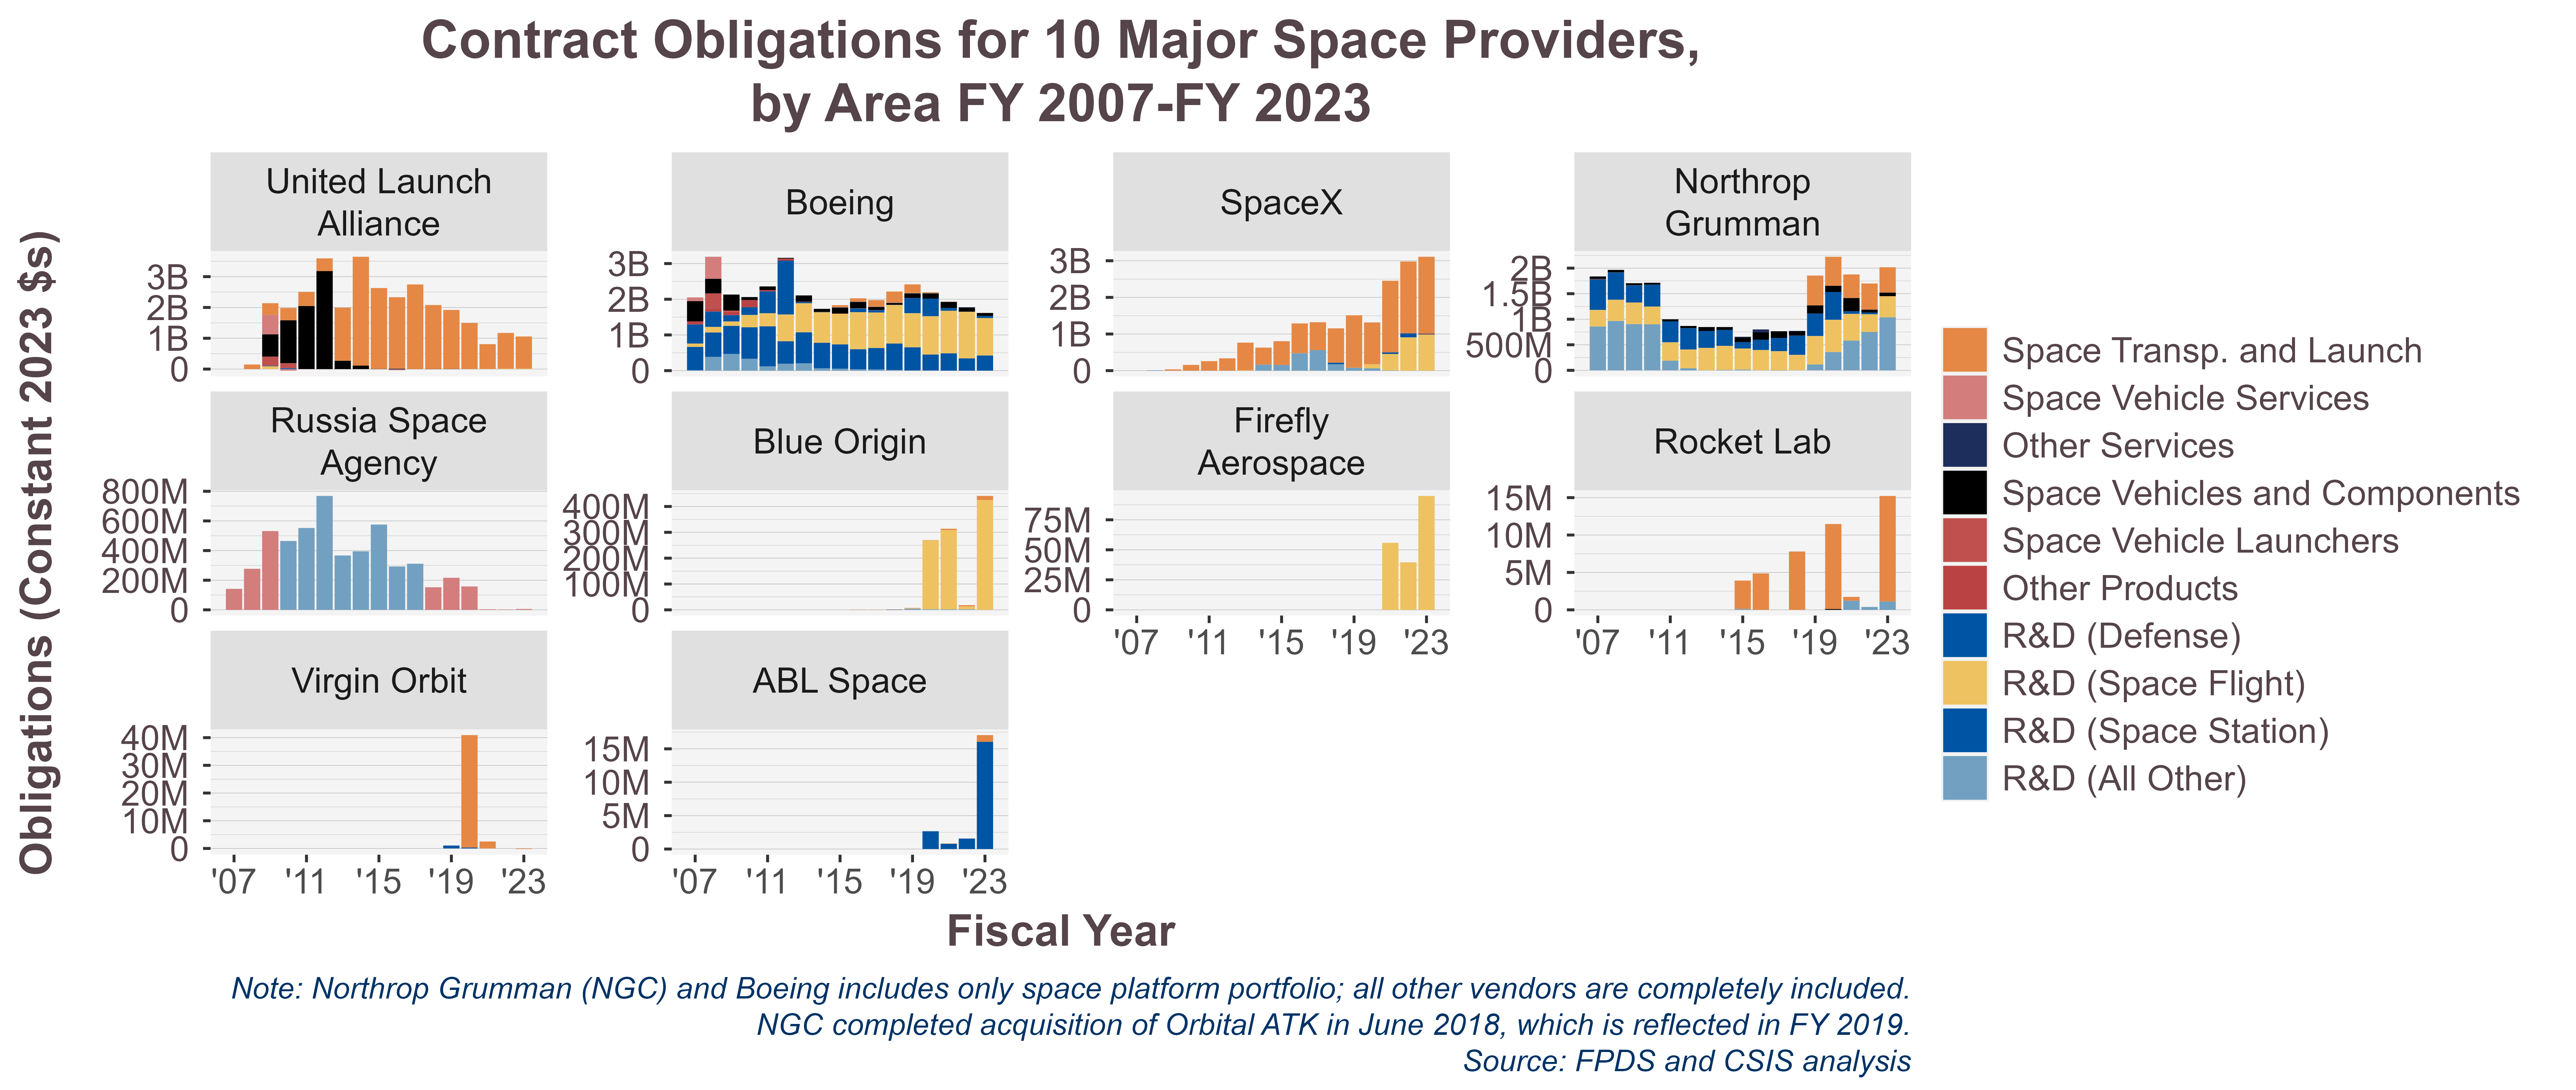 Contract Obligations for 10 Major Space Providers,
by Area FY 2007-FY 2023
Obligations (Constant 2023 $s)
United Launch
Alliance
3B
2B
1B
0
Boeing
3B
2B
1B
0
SpaceX
3B
2B
1B
0
Northrop
Grumman
2B
1.5B
1B
500M
0
Russia Space
Agency
800M
600M
400M
200M
0
Blue Origin
400M
300M
200M
100M
0
Firefly
Aerospace
75M
50M
25M
0
'07 '11 '15 '19 '23
Rocket Lab
15M
10M
5M
0
'07 '11 '15 '19 '23
Virgin Orbit
40M
30M
20M
10M
0
'07 '11 '15 '19 '23
ABL Space
15M
10M
5M
0
'07 '11 '15 '19 '23
Fiscal Year
Space Transp. and Launch
Space Vehicle Services
Other Services
Space Vehicles and Components
Space Vehicle Launchers
Other Products
R&D (Defense)
R&D (Space Flight)
R&D (Space Station)
R&D (All Other)
Note: Northrop Grumman (NGC) and Boeing includes only space platform portfolio; all other vendors are completely included.
NGC completed acquisition of Orbital ATK in June 2018, which is reflected in FY 2019.
Source: FPDS and CSIS analysis